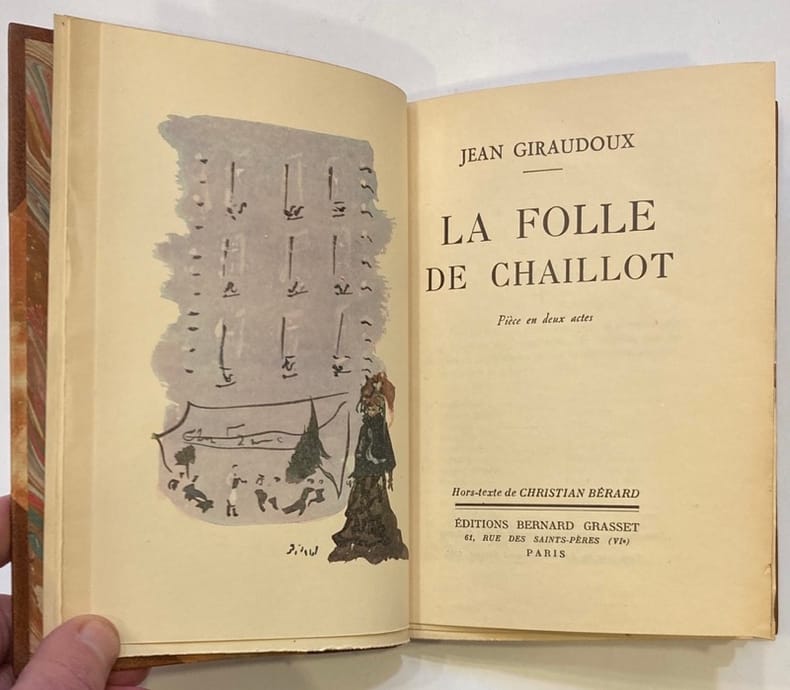 JEAN GIRAUDOUX
LA FOLLE
DE CHAILLOT
Pièce en deux actes
Hors-texte de CHRISTIAN BÉRARD
ÉDITIONS BERNARD GRASSET
61, RUE DES SAINTS-PÈRES (VIe)
PARIS